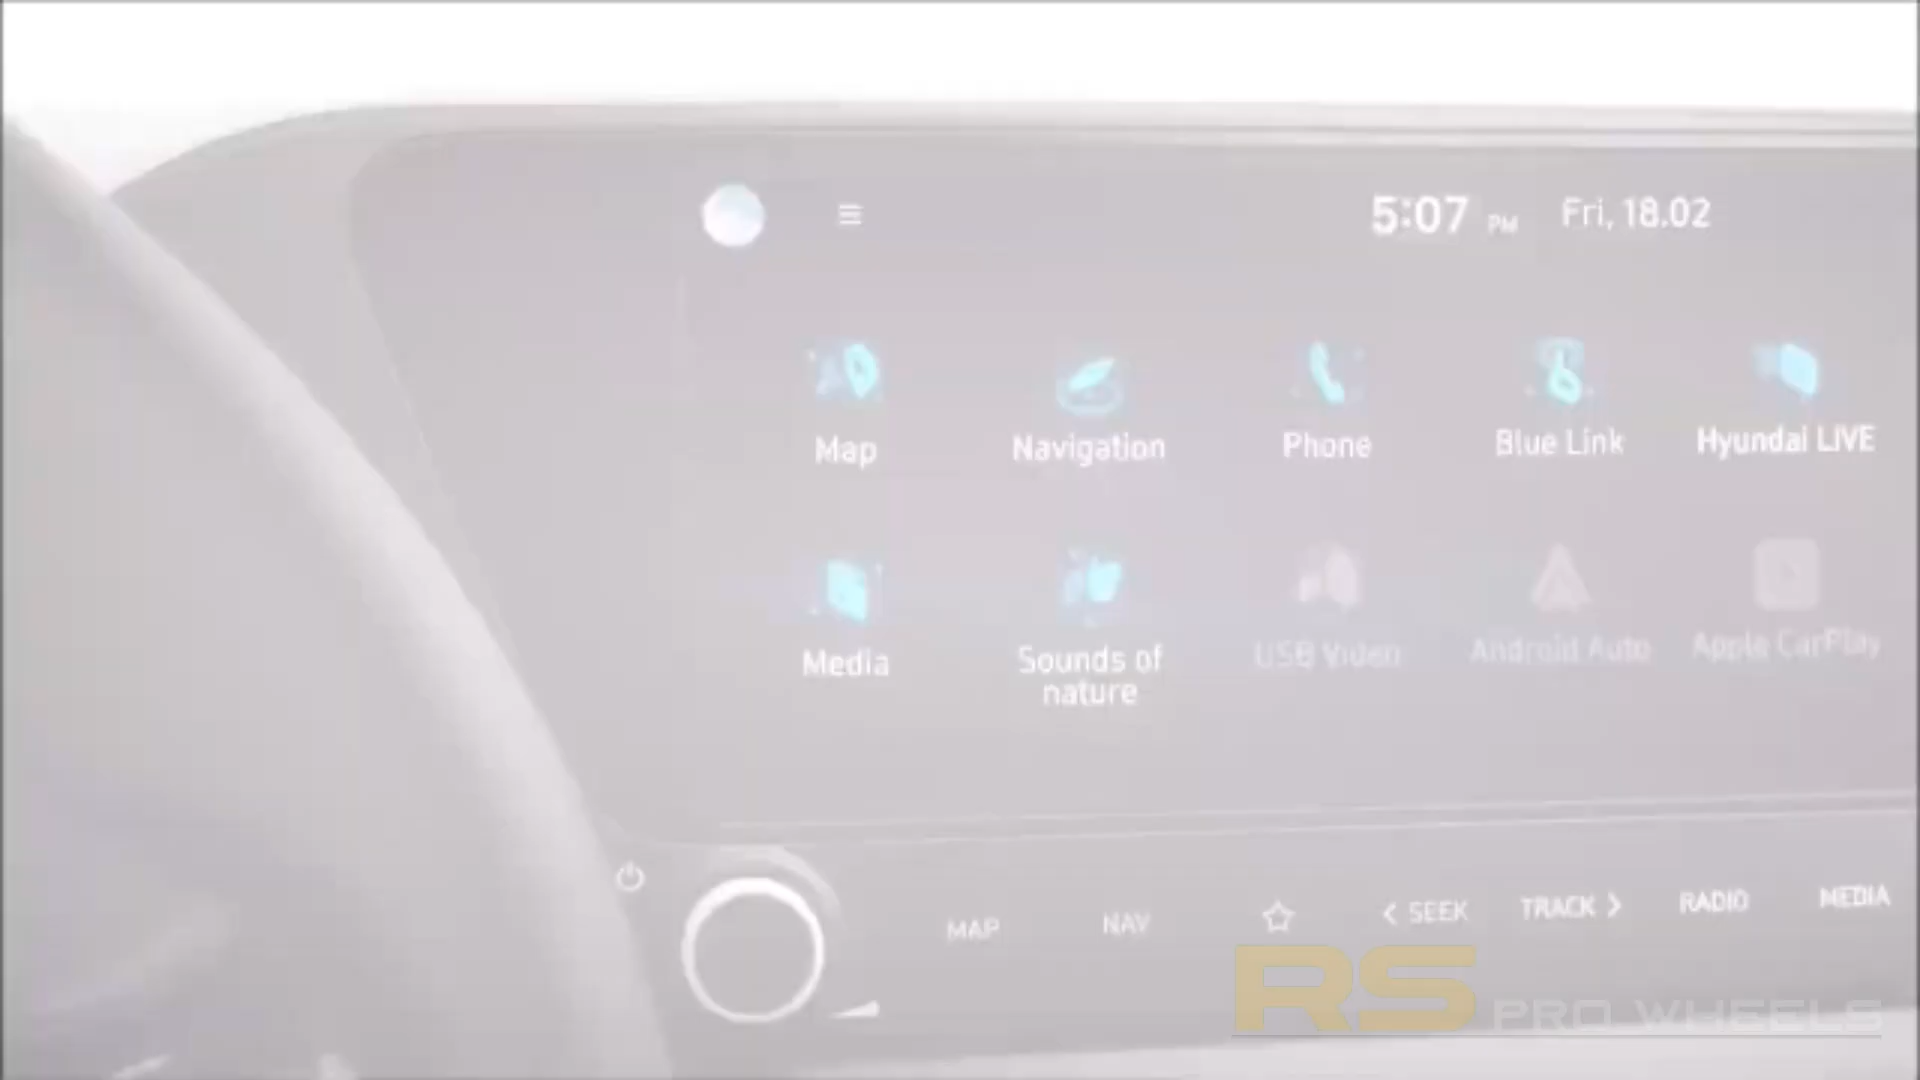 5:07 PM Fri, 18.02
Map Navigation Phone Blue Link Hyundai LIVE
Media Sounds of nature USB Video Android Auto Apple CarPlay
MAP NAV < SEEK TRACK > RADIO MEDIA
RS PRO WHEELS